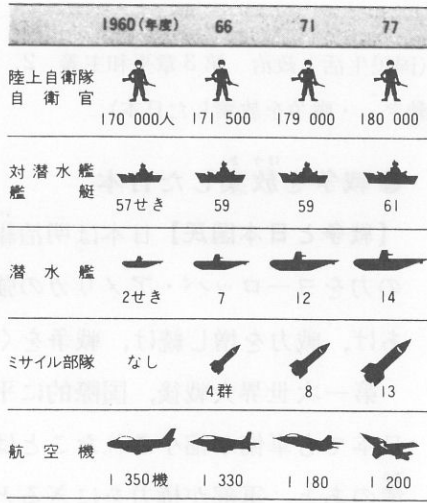 1960(年度) 66 71 77
陸上自衛隊
自衛官
170 000人 171 500 179 000 180 000
対潜水艦
艦艇
57せき 59 59 61
潜水艦
2せき 7 12 14
ミサイル部隊 なし
4群 8 13
航空機
1 350機 1 330 1 180 1 200